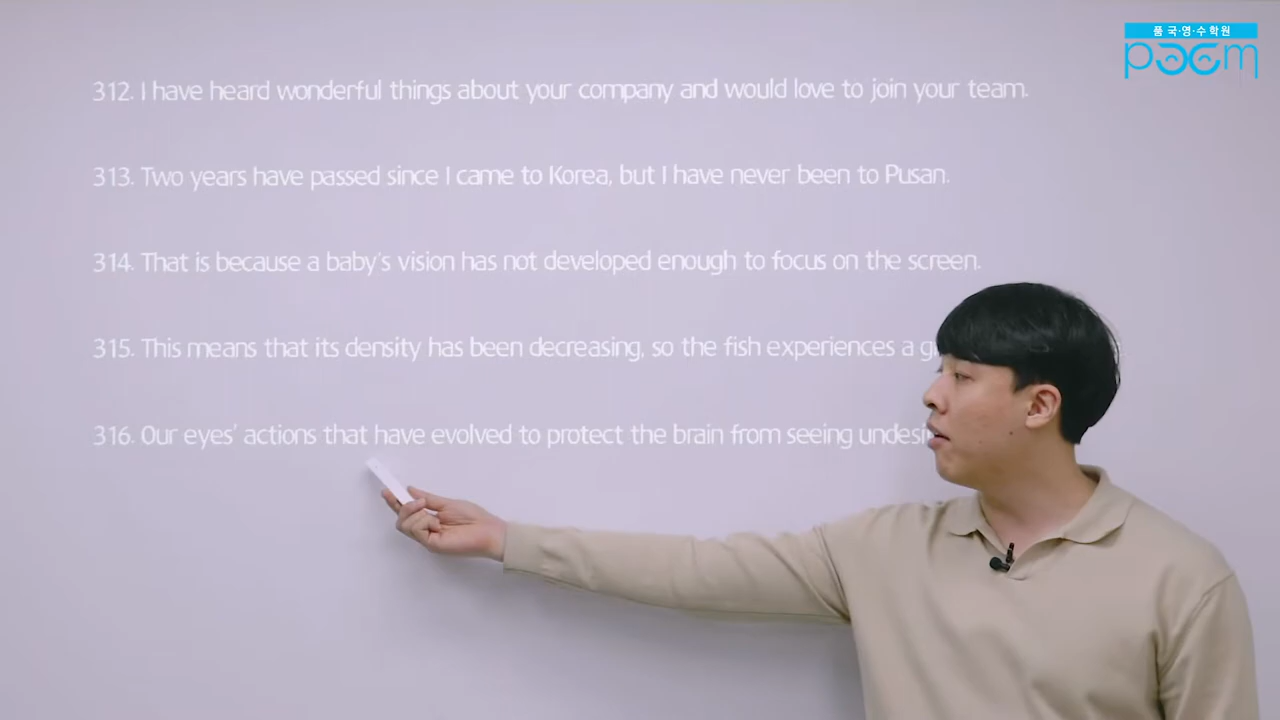 품 국·영·수 학원
poem
312. I have heard wonderful things about your company and would love to join your team.
313. Two years have passed since I came to Korea, but I have never been to Pusan.
314. That is because a baby's vision has not developed enough to focus on the screen.
315. This means that its density has been decreasing, so the fish experiences a
316. Our eyes' actions that have evolved to protect the brain from seeing